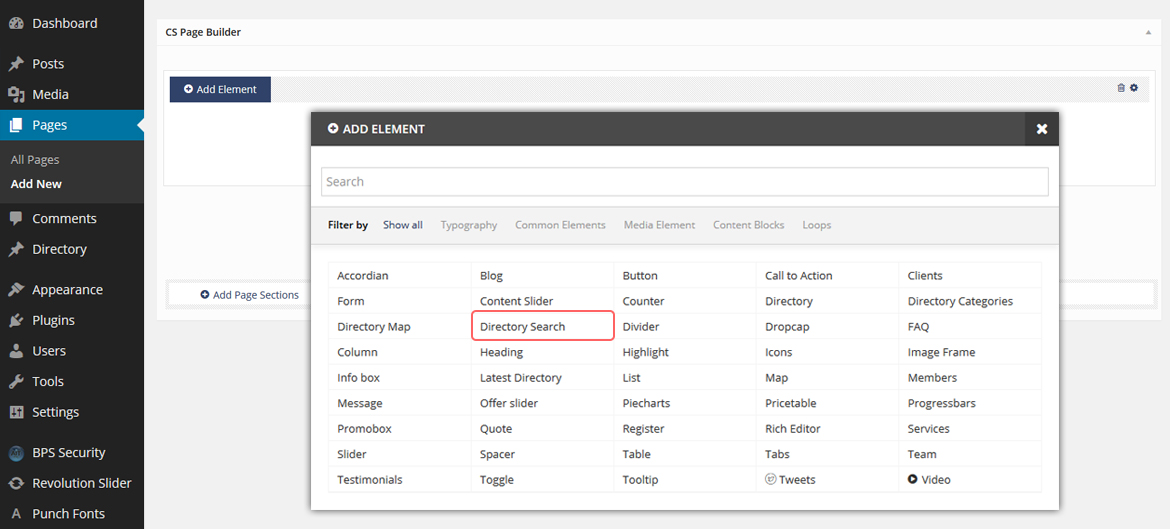 Dashboard
Posts
Media
Pages
All Pages
Add New
Comments
Directory
Appearance
Plugins
Users
Tools
Settings
BPS Security
Revolution Slider
Punch Fonts
CS Page Builder
Add Element
Add Page Sections
ADD ELEMENT
Search
Filter by Show all Typography Common Elements Media Element Content Blocks Loops
Accordian Blog Button Call to Action Clients
Form Content Slider Counter Directory Directory Categories
Directory Map Directory Search Divider Dropcap FAQ
Column Heading Highlight Icons Image Frame
Info box Latest Directory List Map Members
Message Offer slider Piecharts Pricetable Progressbars
Promobox Quote Register Rich Editor Services
Slider Spacer Table Tabs Team
Testimonials Toggle Tooltip Tweets Video